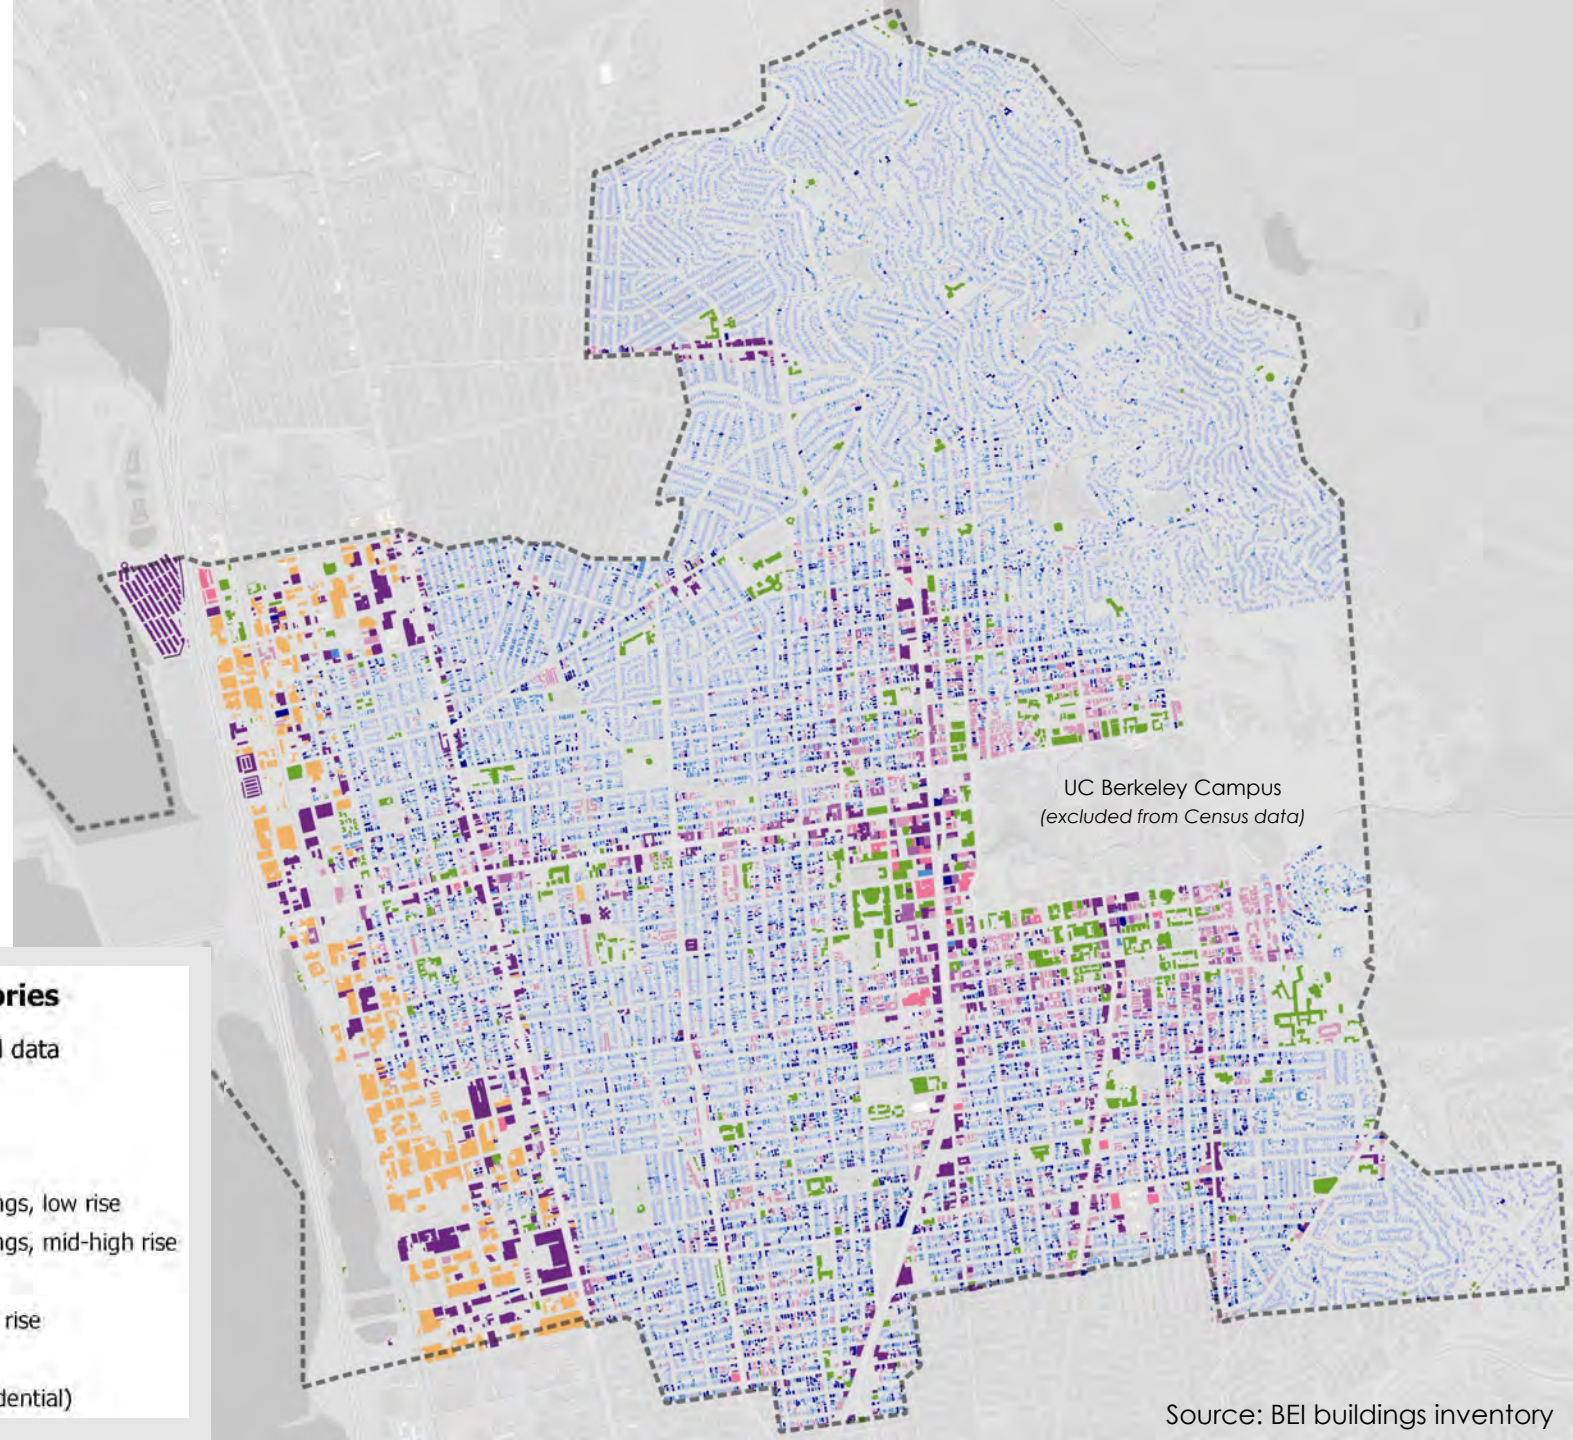 UC Berkeley Campus
(excluded from Census data)
ories
data
ngs, low rise
ngs, mid-high rise
rise
dential)
Source: BEI buildings inventory